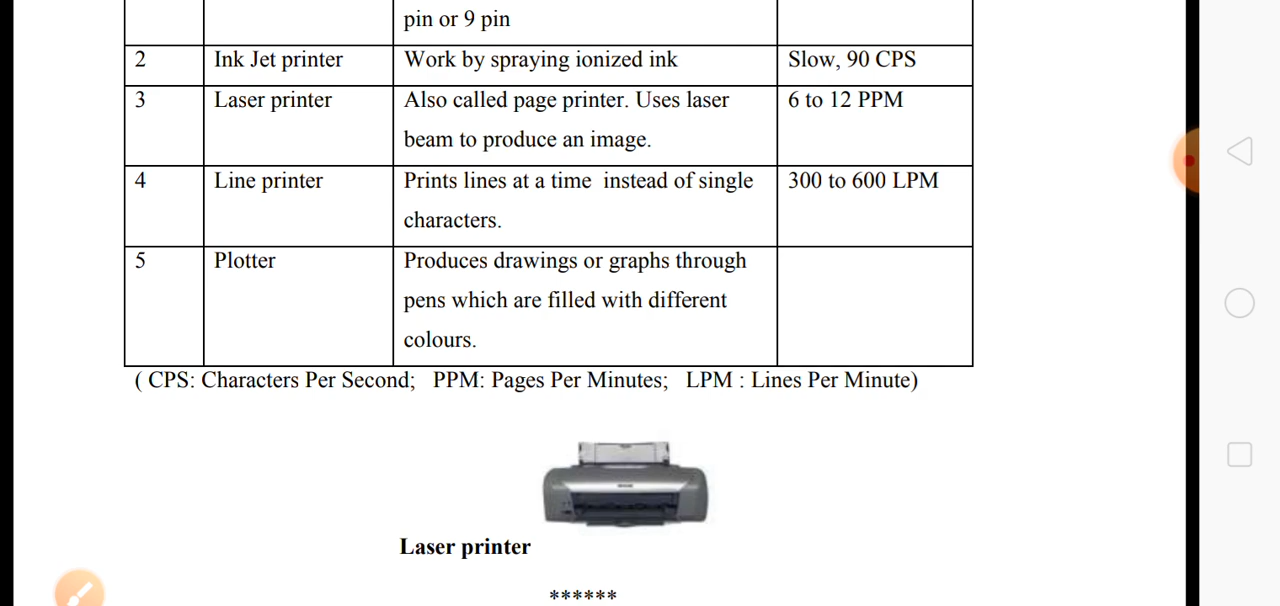 pin or 9 pin
2 Ink Jet printer Work by spraying ionized ink Slow, 90 CPS
3 Laser printer Also called page printer. Uses laser 6 to 12 PPM
beam to produce an image.
4 Line printer Prints lines at a time instead of single 300 to 600 LPM
characters.
5 Plotter Produces drawings or graphs through
pens which are filled with different
colours.
( CPS: Characters Per Second; PPM: Pages Per Minutes; LPM : Lines Per Minute)
Laser printer
******